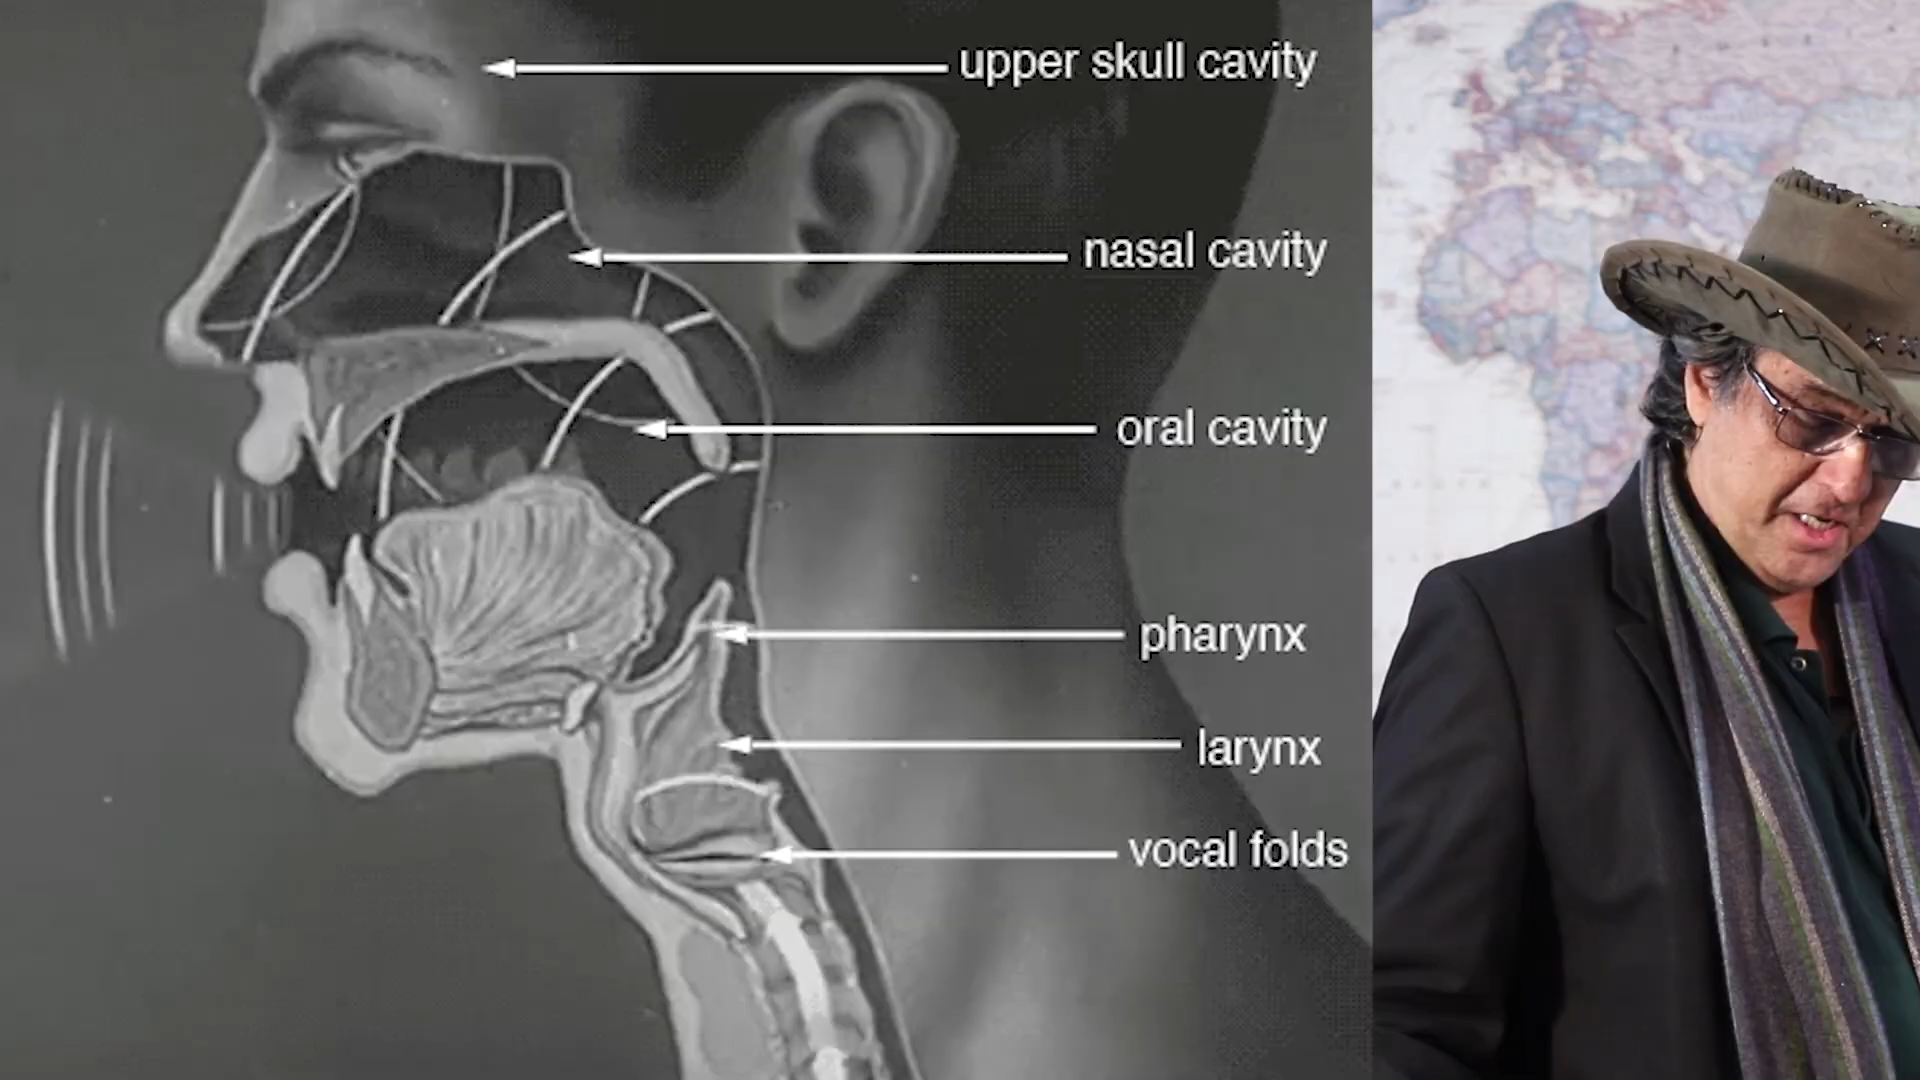 upper skull cavity
nasal cavity
oral cavity
pharynx
larynx
vocal folds